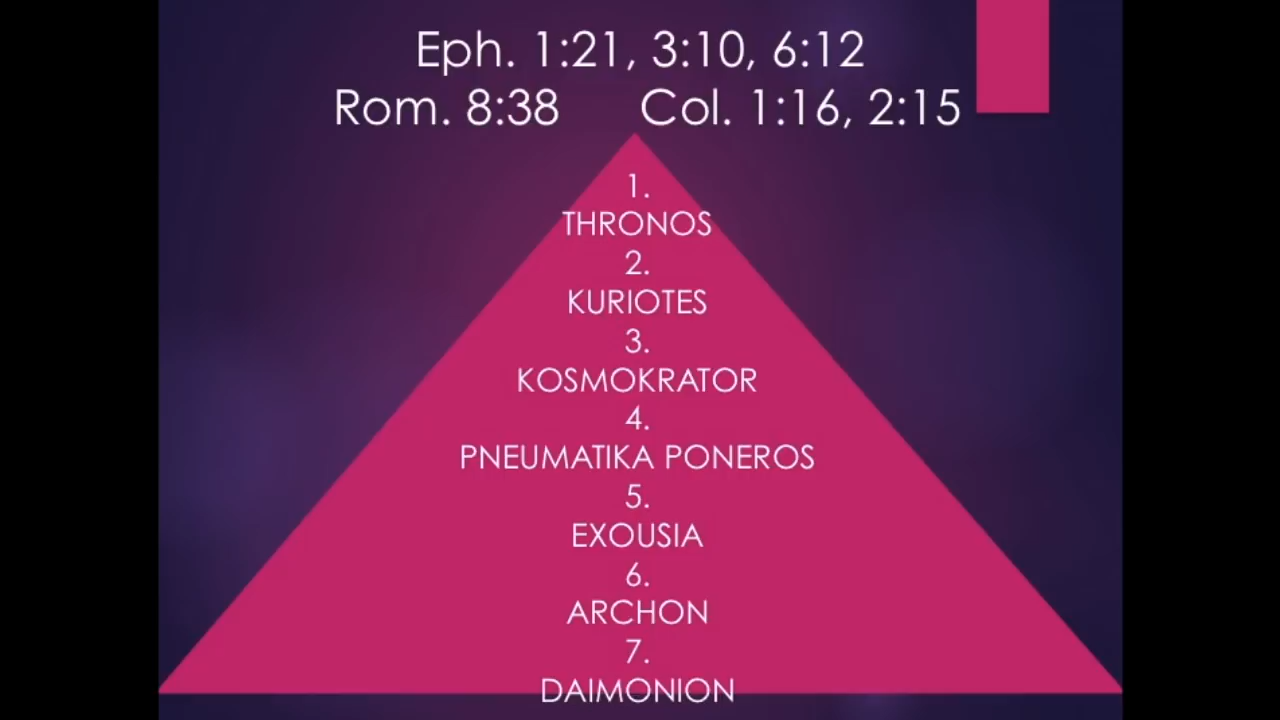 Eph. 1:21, 3:10, 6:12
Rom. 8:38 Col. 1:16, 2:15
1.
THRONOS
2.
KURIOTES
3.
KOSMOKRATOR
4.
PNEUMATIKA PONEROS
5.
EXOUSIA
6.
ARCHON
7.
DAIMONION